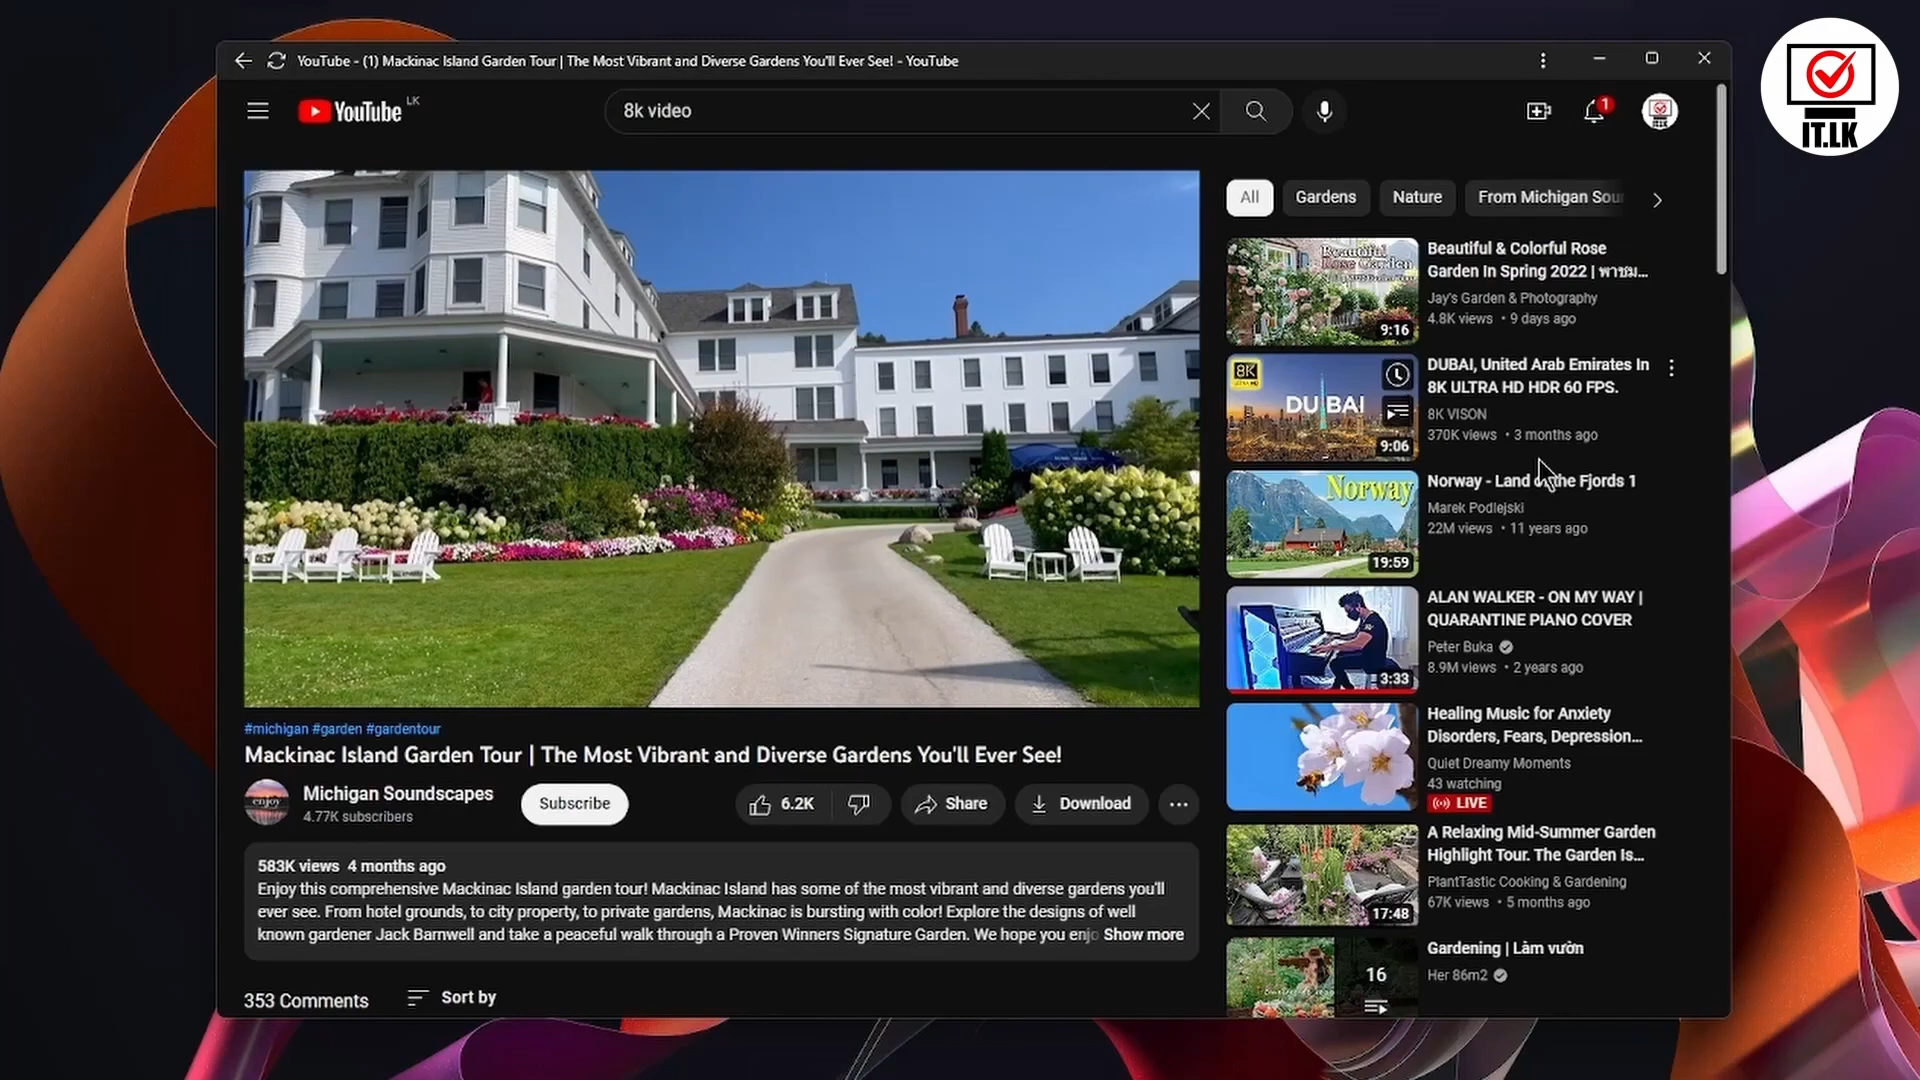 YouTube - (1) Mackinac Island Garden Tour | The Most Vibrant and Diverse Gardens You'll Ever See! - YouTube
IT.LK
YouTube LK
8k video
1
All
Gardens
Nature
From Michigan Sou
Beautiful
Rose Garden
9:16
Beautiful & Colorful Rose
Garden In Spring 2022 | พาชม...
Jay's Garden & Photography
4.8K views • 9 days ago
8K
DUBAI
9:06
DUBAI, United Arab Emirates In
8K ULTRA HD HDR 60 FPS.
8K VISON
370K views • 3 months ago
Norway
19:59
Norway - Land of the Fjords 1
Marek Podlejski
22M views • 11 years ago
3:33
ALAN WALKER - ON MY WAY |
QUARANTINE PIANO COVER
Peter Buka
8.9M views • 2 years ago
Healing Music for Anxiety
Disorders, Fears, Depression...
Quiet Dreamy Moments
43 watching
LIVE
17:48
A Relaxing Mid-Summer Garden
Highlight Tour. The Garden Is...
PlantTastic Cooking & Gardening
67K views • 5 months ago
16
Gardening | Làm vườn
Her 86m2
#michigan #garden #gardentour
Mackinac Island Garden Tour | The Most Vibrant and Diverse Gardens You'll Ever See!
enjoy
Michigan Soundscapes
4.77K subscribers
Subscribe
6.2K
Share
Download
583K views 4 months ago
Enjoy this comprehensive Mackinac Island garden tour! Mackinac Island has some of the most vibrant and diverse gardens you'll
ever see. From hotel grounds, to city property, to private gardens, Mackinac is bursting with color! Explore the designs of well
known gardener Jack Barnwell and take a peaceful walk through a Proven Winners Signature Garden. We hope you enjo Show more
353 Comments
Sort by